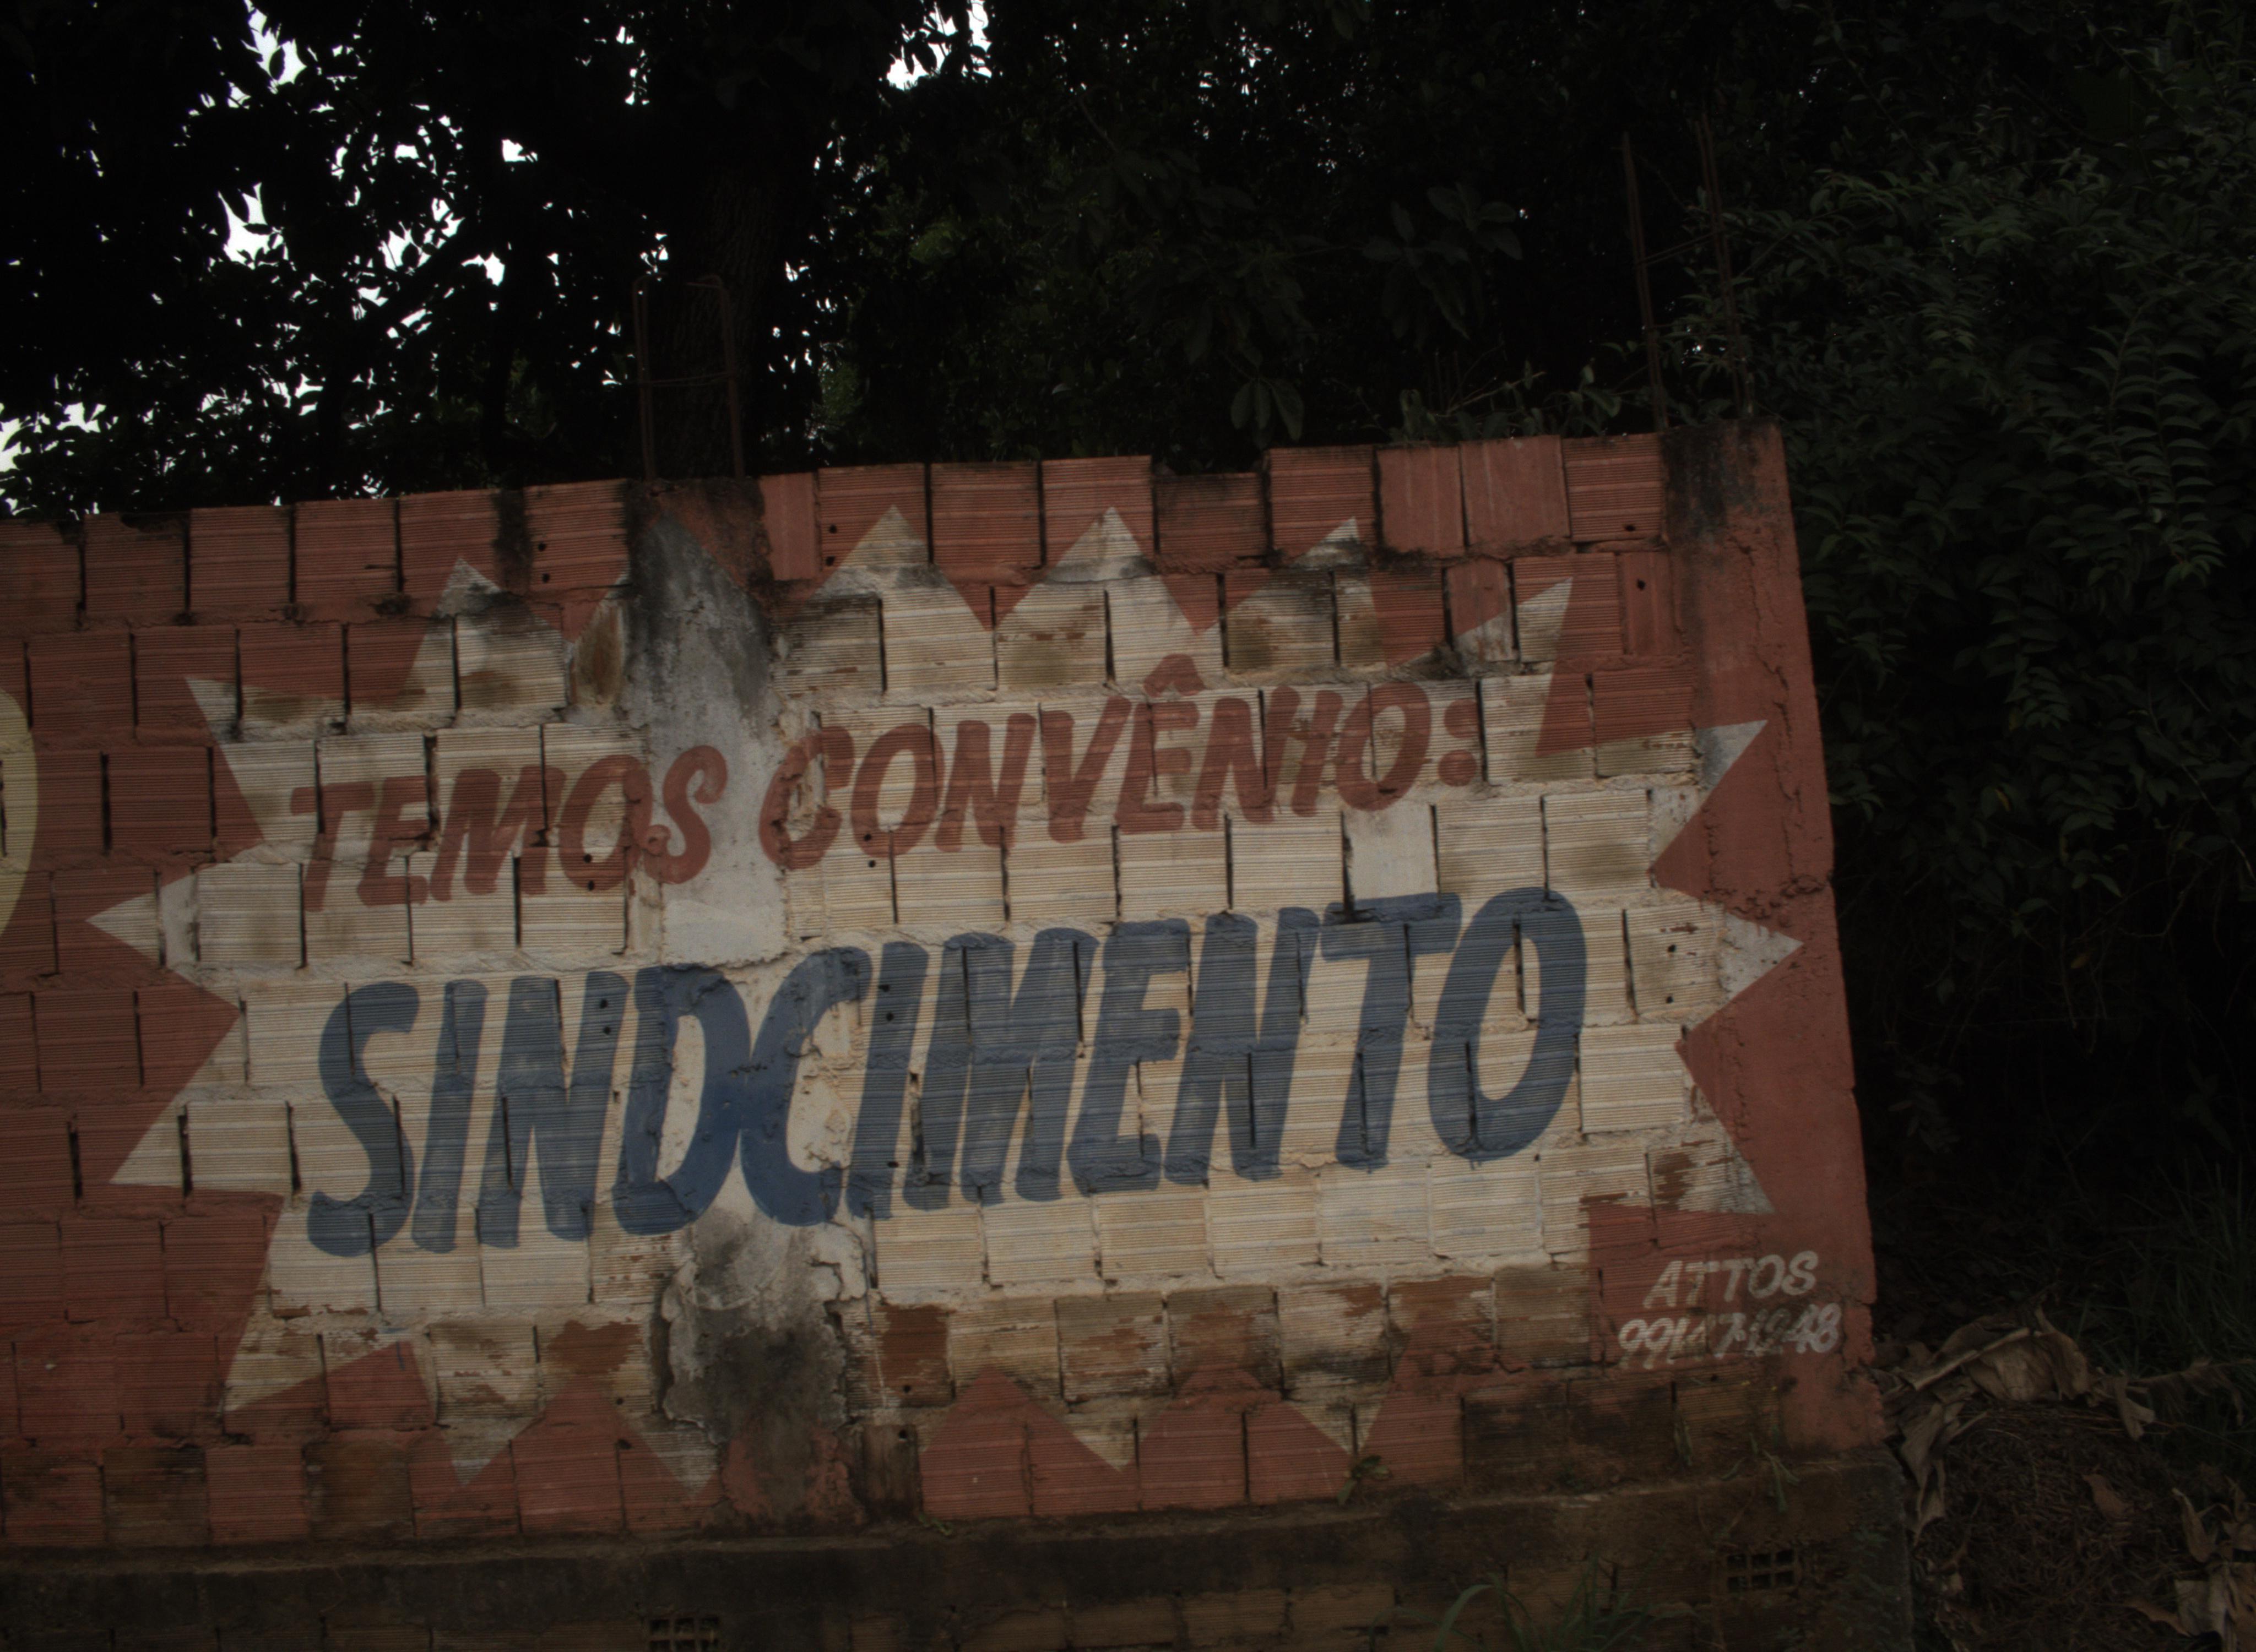 TEMOS CONVÊNIO:
SINDCIMENTO
ATTOS